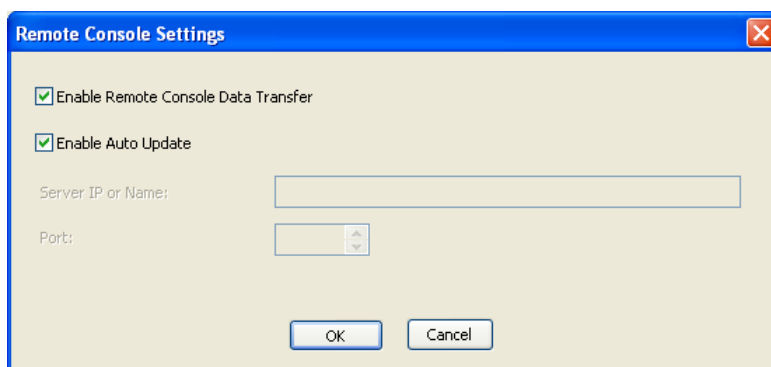 Remote Console Settings
Enable Remote Console Data Transfer
Enable Auto Update
Server IP or Name:
Port:
OK
Cancel